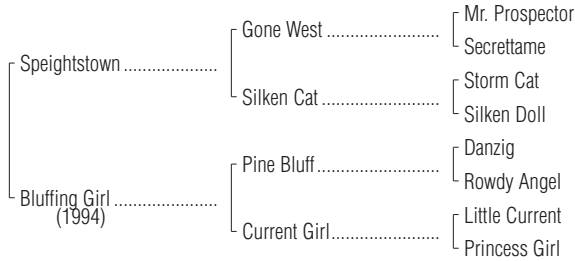 Mr. Prospector
Gone West
Secrettame
Speightstown
Storm Cat
Silken Cat
Silken Doll
Danzig
Pine Bluff
Rowdy Angel
Bluffing Girl
(1994)
Little Current
Current Girl
Princess Girl